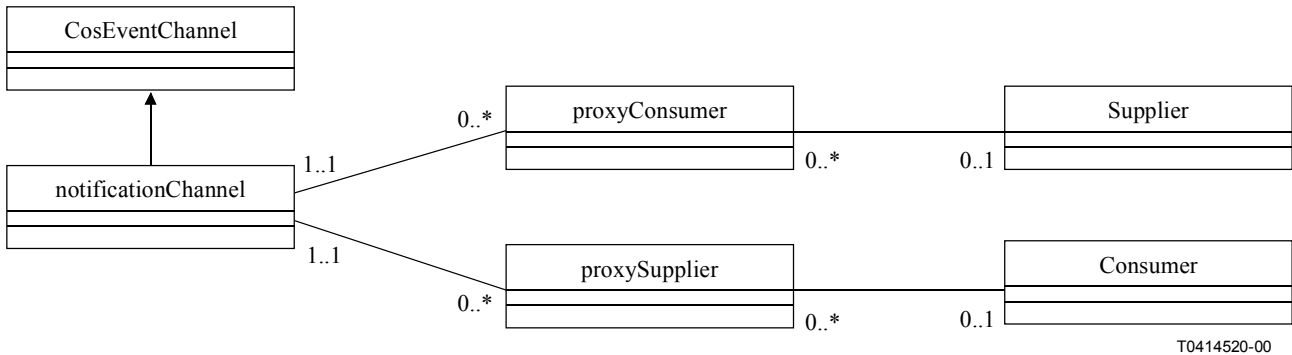 CosEventChannel
notificationChannel
1..1
0..*
proxyConsumer
0..*
0..1
Supplier
1..1
0..*
proxySupplier
0..*
0..1
Consumer
T0414520-00